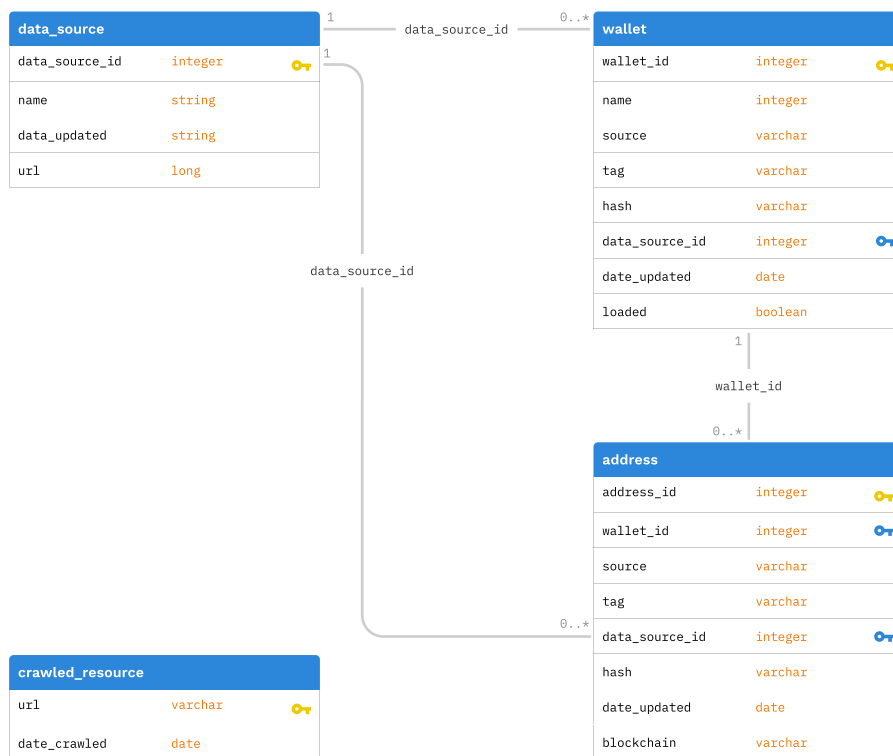 data_source
data_source_id integer
name string
data_updated string
url long
1 data_source_id 0..*
1
data_source_id
0..*
wallet
wallet_id integer
name integer
source varchar
tag varchar
hash varchar
data_source_id integer
date_updated date
loaded boolean
1
wallet_id
0..*
address
address_id integer
wallet_id integer
source varchar
tag varchar
data_source_id integer
hash varchar
date_updated date
blockchain varchar
crawled_resource
url varchar
date_crawled date